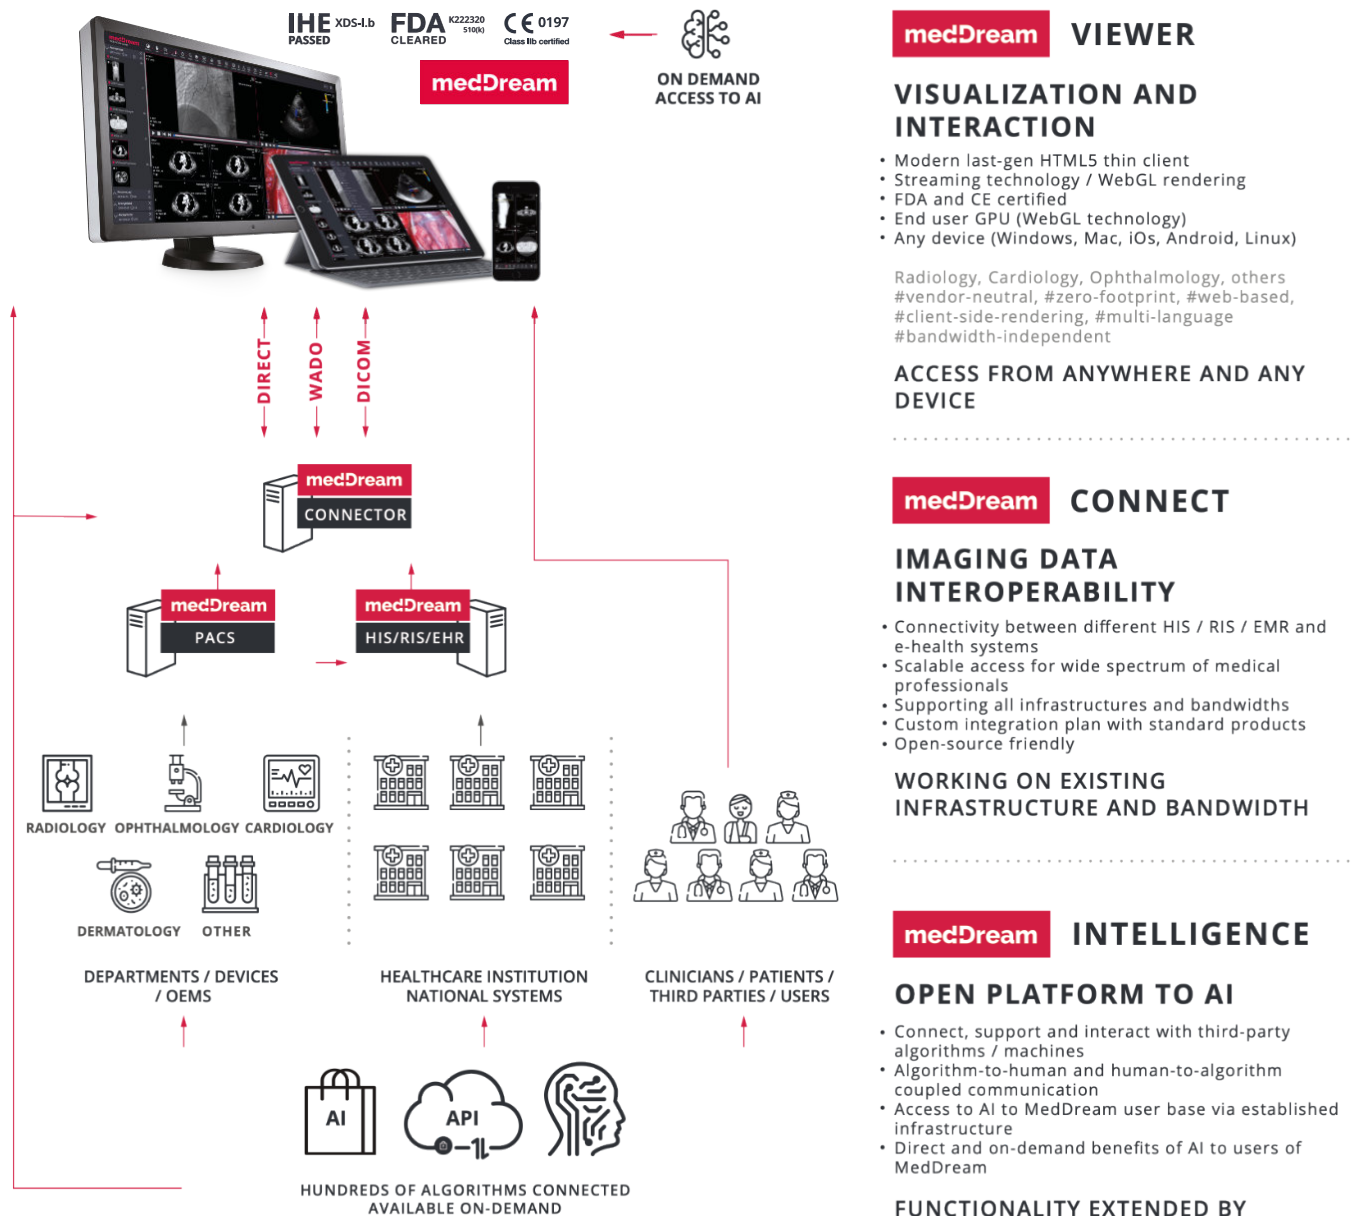 IHE XDS-I.b
PASSED
FDA K222320
510(k)
CLEARED
CE 0197
Class IIb certified
medDream
ON DEMAND
ACCESS TO AI
DIRECT
WADO
DICOM
medDream
CONNECTOR
medDream
PACS
medDream
HIS/RIS/EHR
RADIOLOGY
OPHTHALMOLOGY
CARDIOLOGY
DERMATOLOGY
OTHER
DEPARTMENTS / DEVICES
/ OEMS
HEALTHCARE INSTITUTION
NATIONAL SYSTEMS
CLINICIANS / PATIENTS /
THIRD PARTIES / USERS
AI
API
HUNDREDS OF ALGORITHMS CONNECTED
AVAILABLE ON-DEMAND
medDream VIEWER
VISUALIZATION AND
INTERACTION
• Modern last-gen HTML5 thin client
• Streaming technology / WebGL rendering
• FDA and CE certified
• End user GPU (WebGL technology)
• Any device (Windows, Mac, iOs, Android, Linux)
Radiology, Cardiology, Ophthalmology, others
#vendor-neutral, #zero-footprint, #web-based,
#client-side-rendering, #multi-language
#bandwidth-independent
ACCESS FROM ANYWHERE AND ANY
DEVICE
medDream CONNECT
IMAGING DATA
INTEROPERABILITY
• Connectivity between different HIS / RIS / EMR and
e-health systems
• Scalable access for wide spectrum of medical
professionals
• Supporting all infrastructures and bandwidths
• Custom integration plan with standard products
• Open-source friendly
WORKING ON EXISTING
INFRASTRUCTURE AND BANDWIDTH
medDream INTELLIGENCE
OPEN PLATFORM TO AI
• Connect, support and interact with third-party
algorithms / machines
• Algorithm-to-human and human-to-algorithm
coupled communication
• Access to AI to MedDream user base via established
infrastructure
• Direct and on-demand benefits of AI to users of
MedDream
FUNCTIONALITY EXTENDED BY